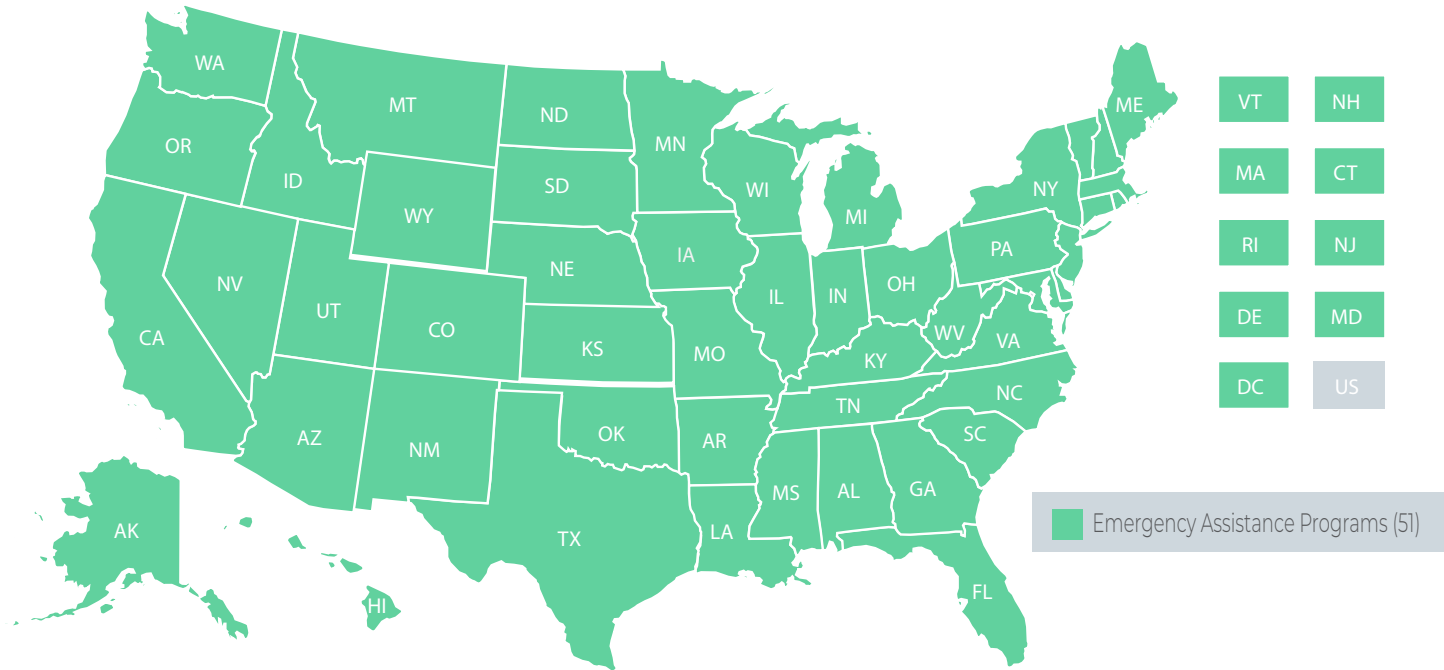 WA
MT
ND
MN
ME
VT
NH
OR
ID
SD
WI
MI
NY
MA
CT
WY
IA
PA
RI
NJ
NE
NV
UT
CO
IL
IN
OH
DE
MD
CA
KS
MO
WV
VA
KY
DC
US
AZ
NM
OK
AR
TN
NC
SC
MS
AL
GA
AK
TX
LA
Emergency Assistance Programs (51)
HI
FL